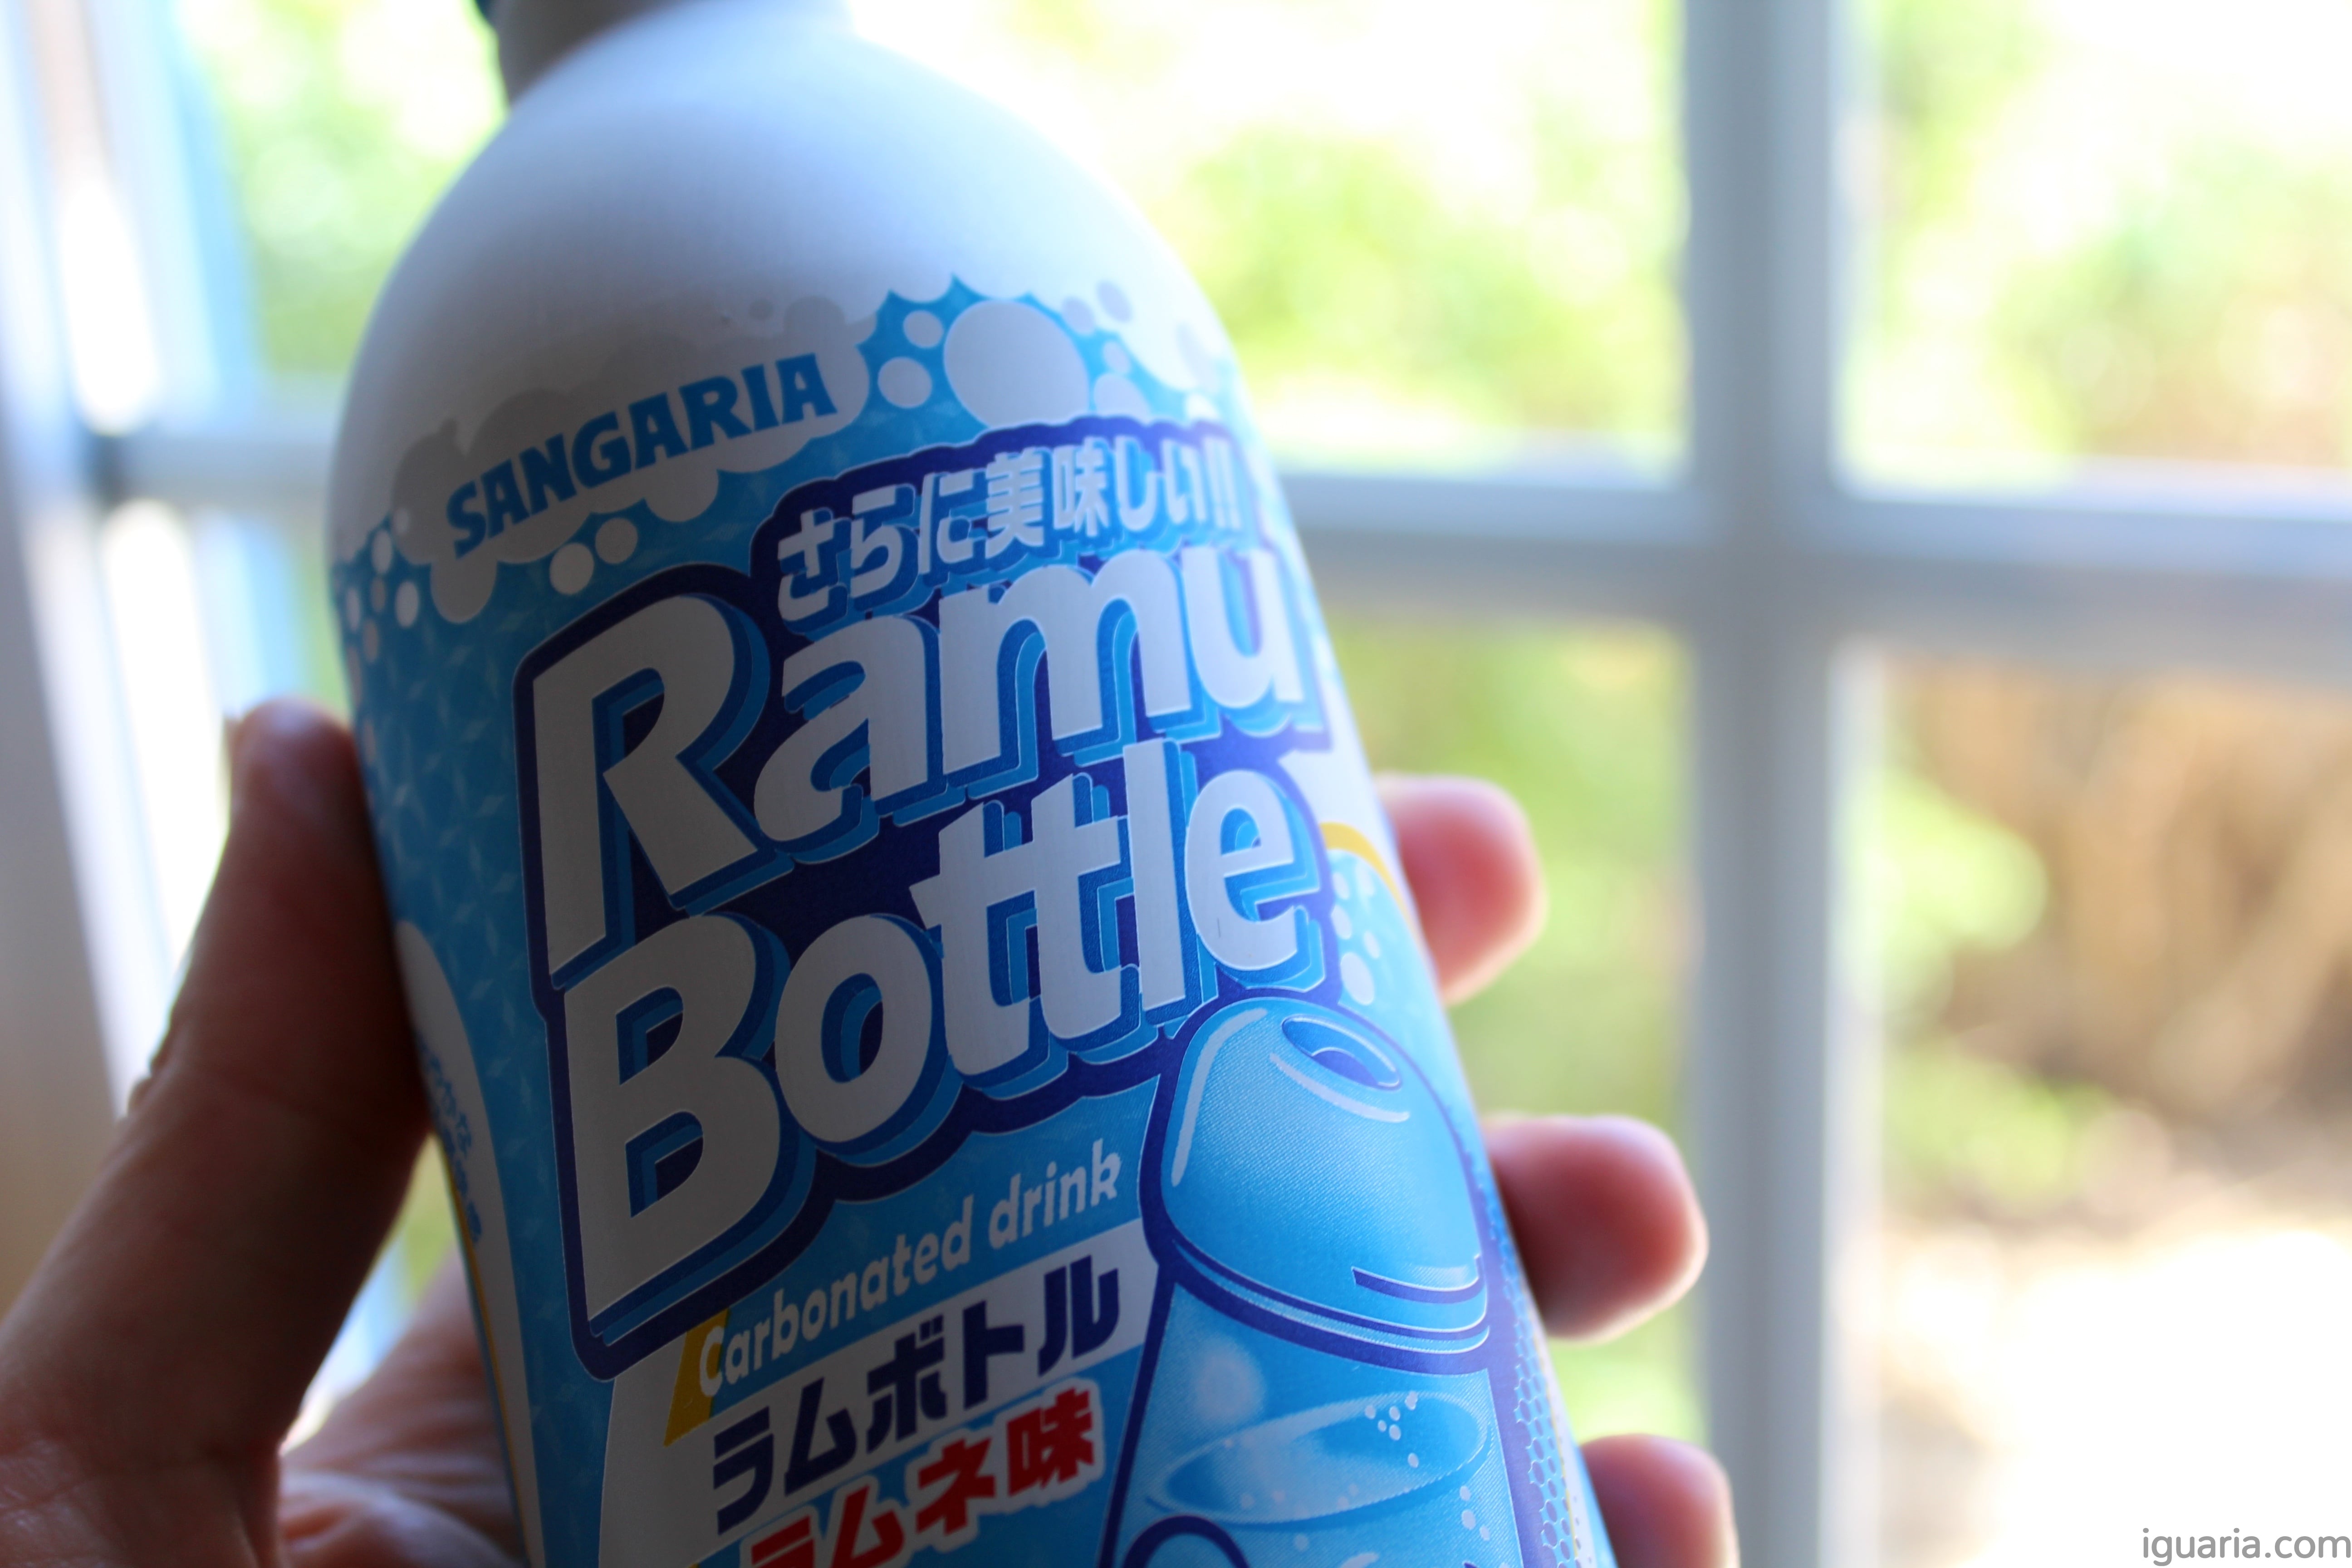 SANGARIA
さらに美味しい!!
Ramu
Bottle
Carbonated drink
ラムボトル
ラムネ味
iguaria.com